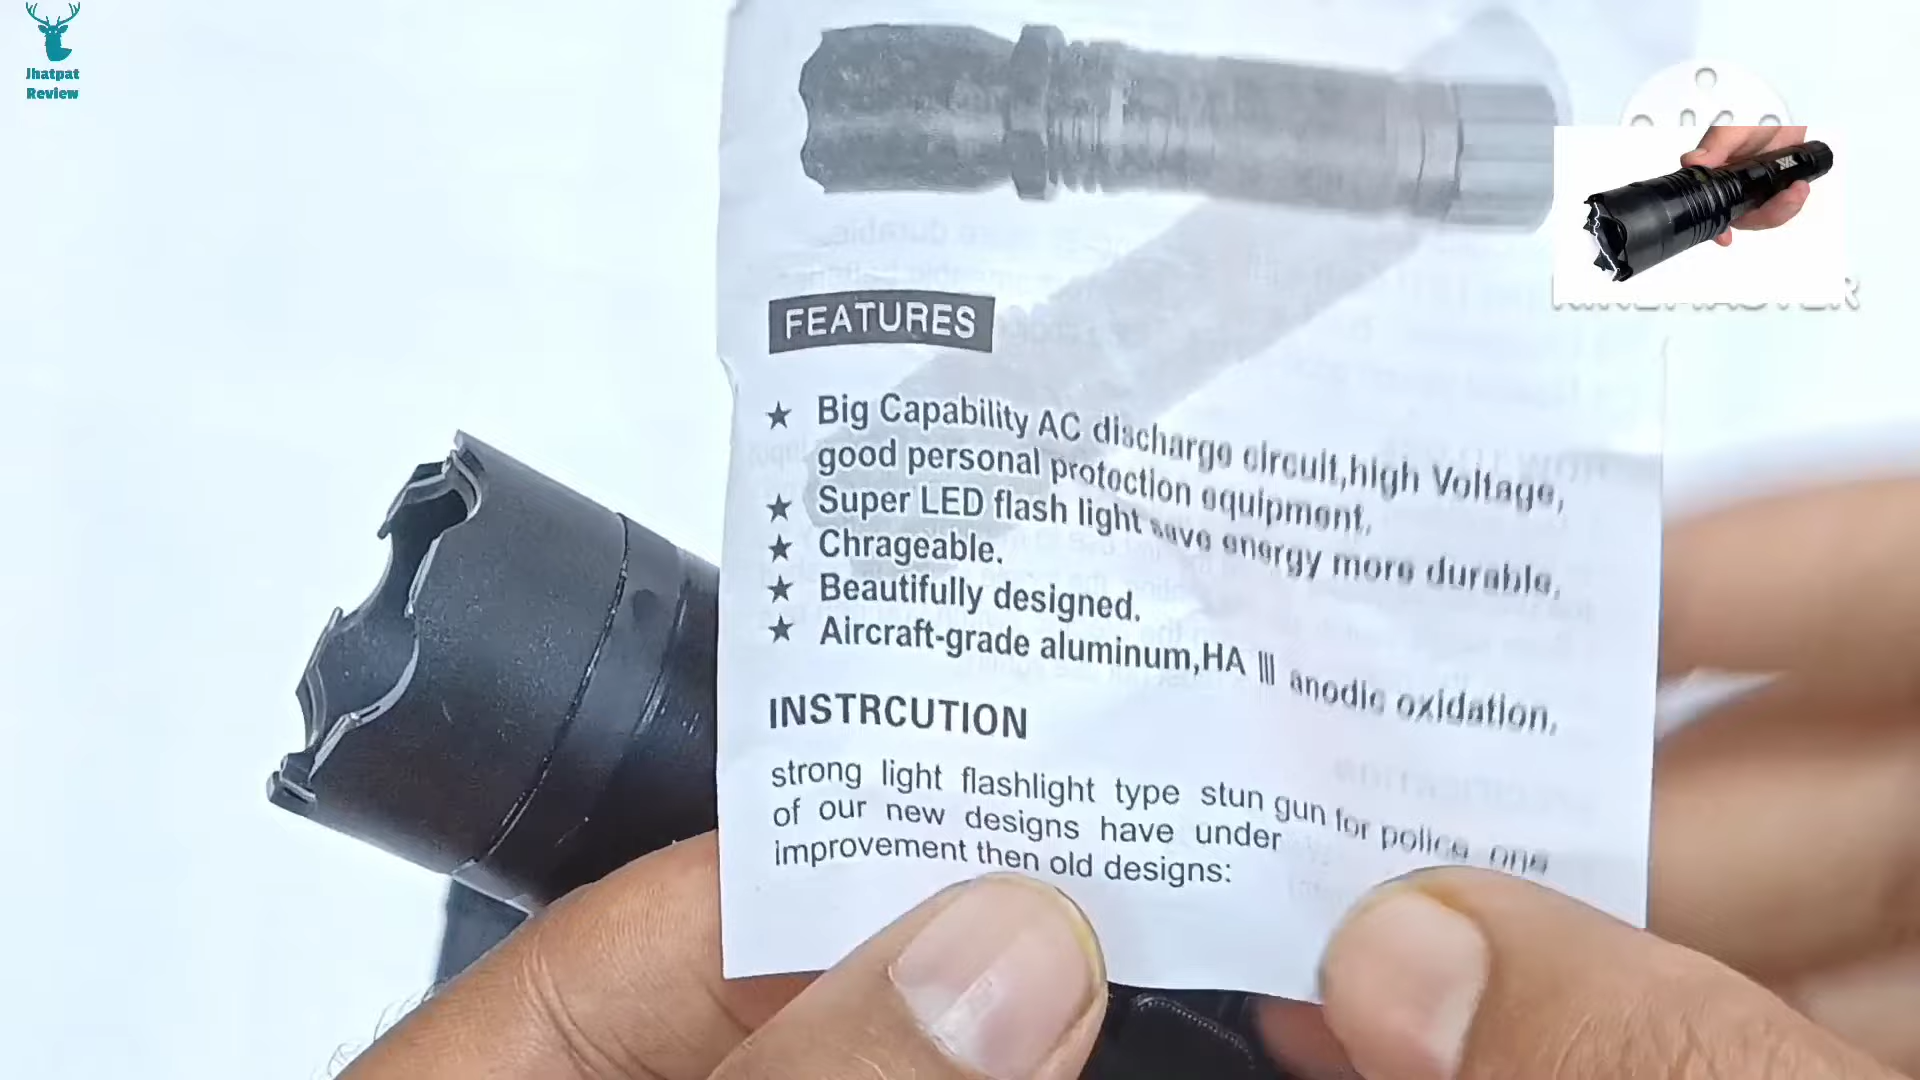 Jhatpat
Review
FEATURES
★ Big Capability AC discharge circuit,high Voltage,
good personal protection equipment.
★ Super LED flash light save energy more durable,
★ Chrageable.
★ Beautifully designed.
★ Aircraft-grade aluminum,HA III anodic oxidation,
INSTRCUTION
strong light flashlight type stun gun for police one
of our new designs have under
improvement then old designs:
KINEMASTER